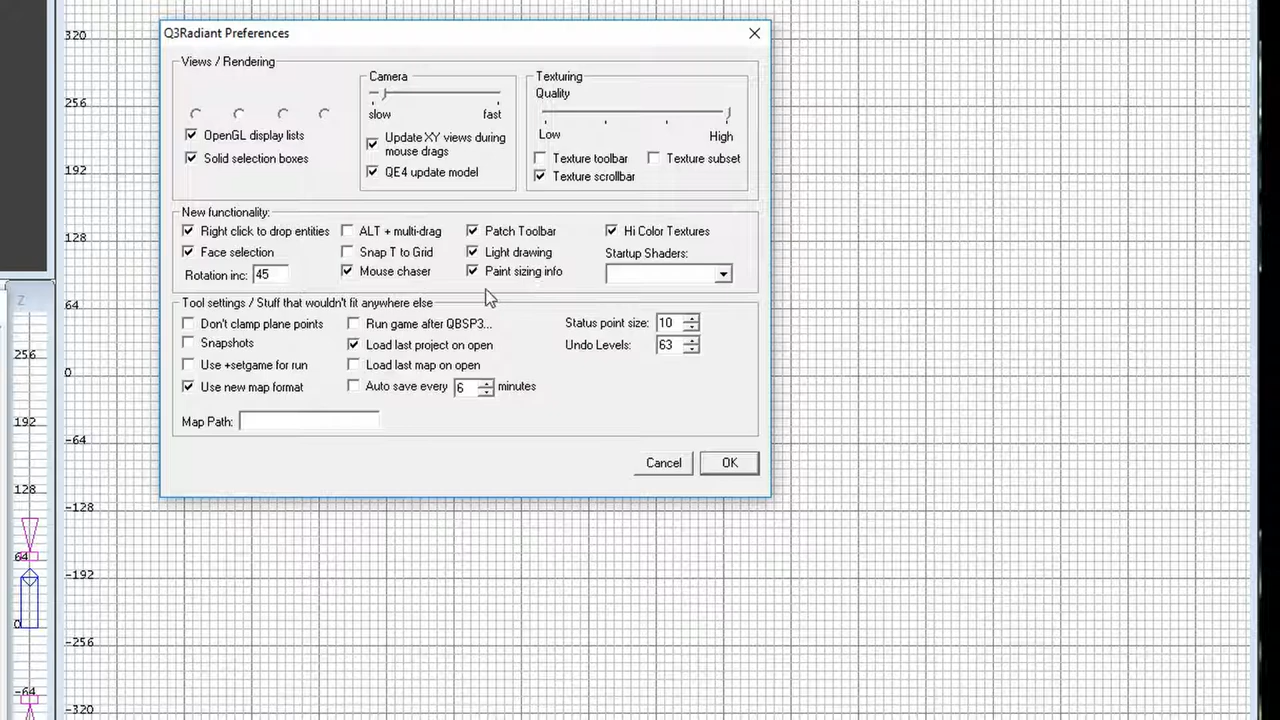 Q3Radiant Preferences
Views / Rendering
OpenGL display lists
Solid selection boxes
Camera
slow fast
Update XY views during
mouse drags
QE4 update model
Texturing
Quality
Low High
Texture toolbar Texture subset
Texture scrollbar
New functionality:
Right click to drop entities ALT + multi-drag Patch Toolbar Hi Color Textures
Face selection Snap T to Grid Light drawing Startup Shaders:
Rotation inc: 45 Mouse chaser Paint sizing info
Tool settings / Stuff that wouldn't fit anywhere else
Don't clamp plane points Run game after QBSP3... Status point size: 10
Snapshots Load last project on open Undo Levels: 63
Use +setgame for run Load last map on open
Use new map format Auto save every 6 minutes
Map Path:
Cancel OK
320
256
192
128
64
0
-64
-128
-192
-256
-320
Z
256
192
128
64
0
-64